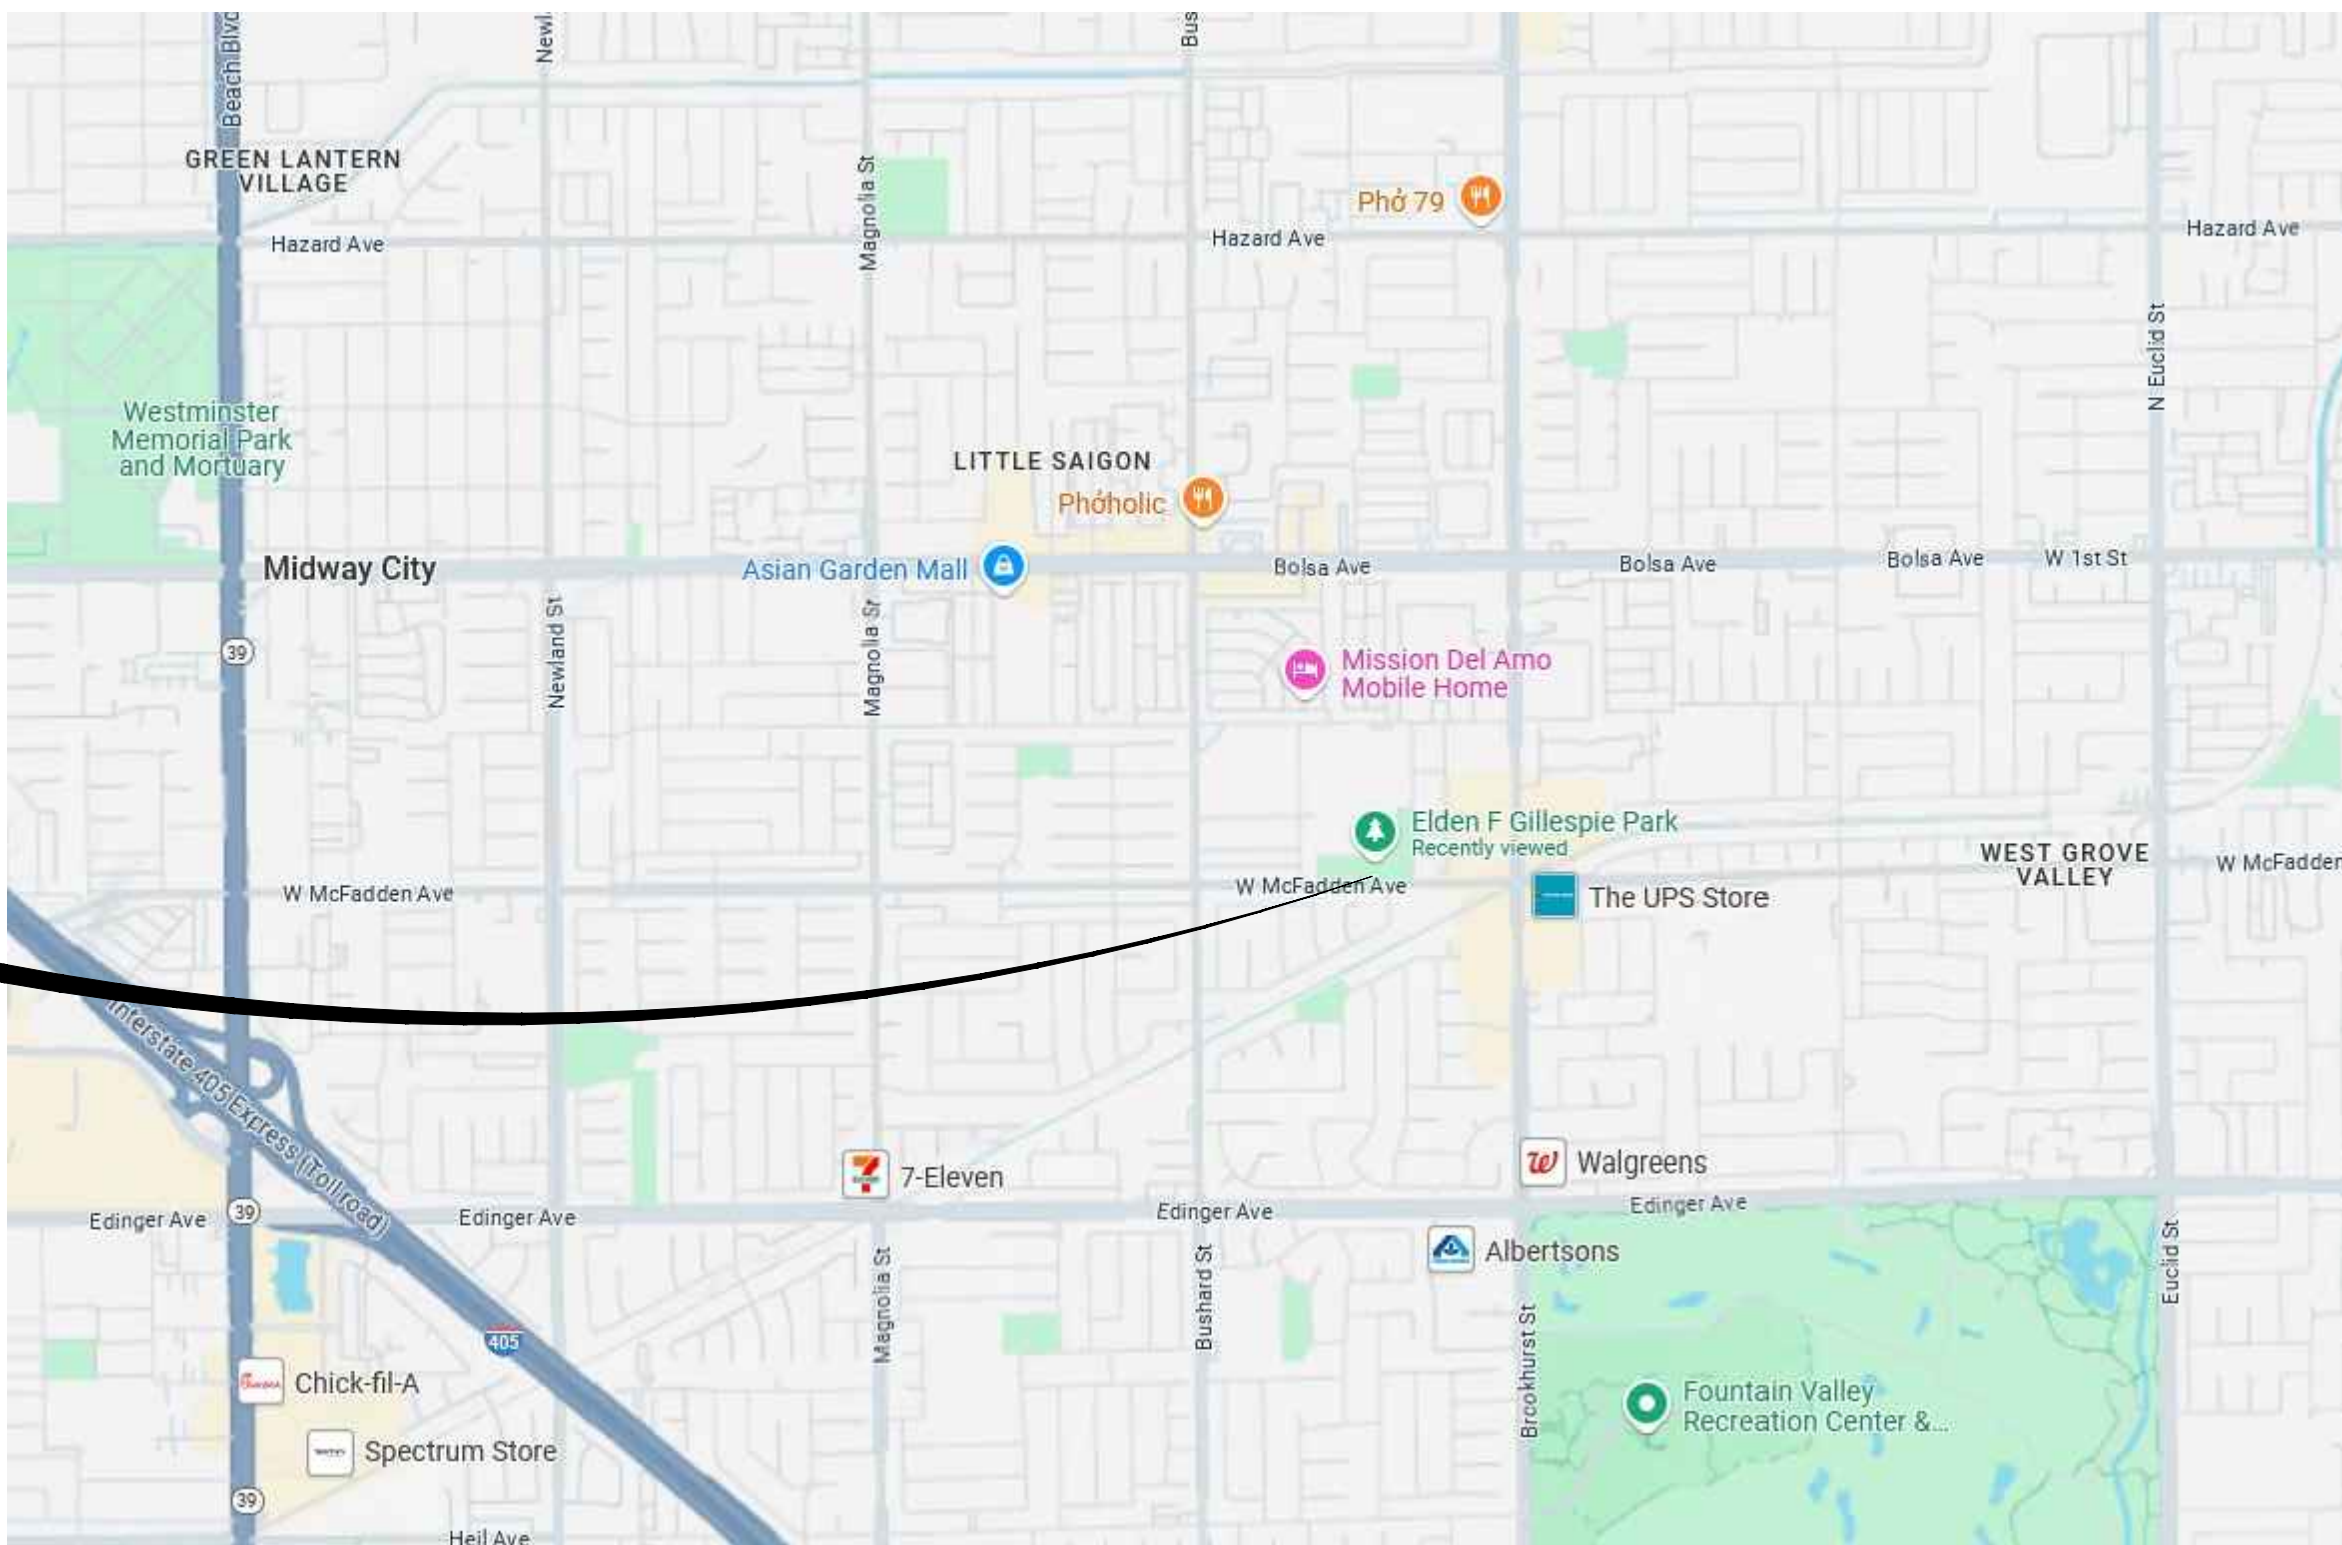 Beach Blvd
Newl
Bus
GREEN LANTERN
VILLAGE
Magnolia St
Phở 79
Hazard Ave
Hazard Ave
Hazard Ave
N Euclid St
Westminster
Memorial Park
and Mortuary
LITTLE SAIGON
Phởholic
Midway City
Asian Garden Mall
Bolsa Ave
Bolsa Ave
Bolsa Ave
W 1st St
39
Newland St
Magnolia St
Mission Del Amo
Mobile Home
Elden F Gillespie Park
Recently viewed
WEST GROVE
VALLEY
W McFadden
W McFadden Ave
W McFadden Ave
The UPS Store
Interstate 405 Express (Toll road)
7-Eleven
Walgreens
Edinger Ave
39
Edinger Ave
Edinger Ave
Edinger Ave
Albertsons
Magnolia St
Bushard St
Brookhurst St
Euclid St
405
Chick-fil-A
Fountain Valley
Recreation Center &...
Spectrum Store
39
Heil Ave